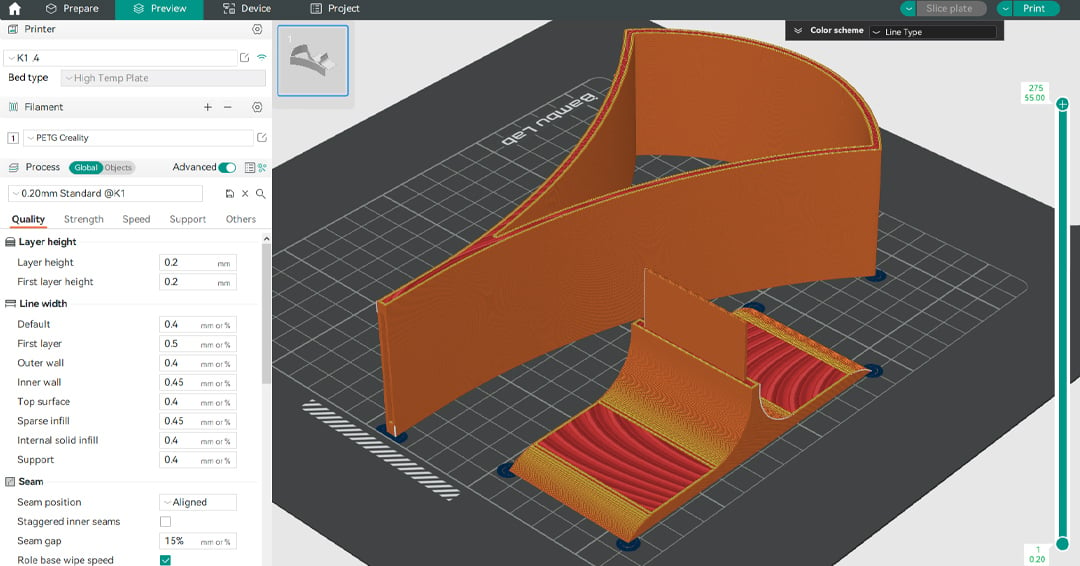 Prepare Preview Device Project Slice plate Print
Printer
K1 .4
Bed type High Temp Plate
Filament + −
1 PETG Creality
Process Global Objects Advanced
0.20mm Standard @K1
Quality Strength Speed Support Others
Layer height
Layer height 0.2 mm
First layer height 0.2 mm
Line width
Default 0.4 mm or %
First layer 0.5 mm or %
Outer wall 0.4 mm or %
Inner wall 0.45 mm or %
Top surface 0.4 mm or %
Sparse infill 0.45 mm or %
Internal solid infill 0.4 mm or %
Support 0.4 mm or %
Seam
Seam position Aligned
Staggered inner seams
Seam gap 15% mm or %
Role base wipe speed
1
Bambu Lab
Color scheme Line Type
275
55.00
1
0.20